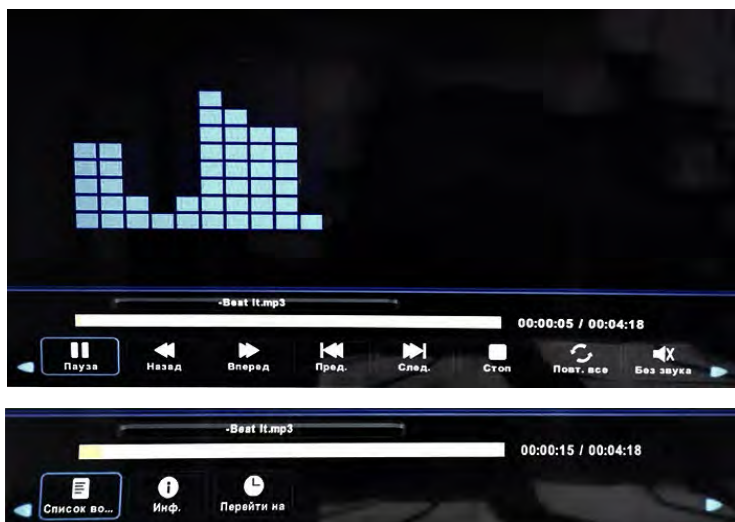 -Beat It.mp3
00:00:05 / 00:04:18
Пауза Назад Вперед Пред. След. Стоп Повт. все Без звука
-Beat It.mp3
00:00:15 / 00:04:18
Список во... Инф. Перейти на